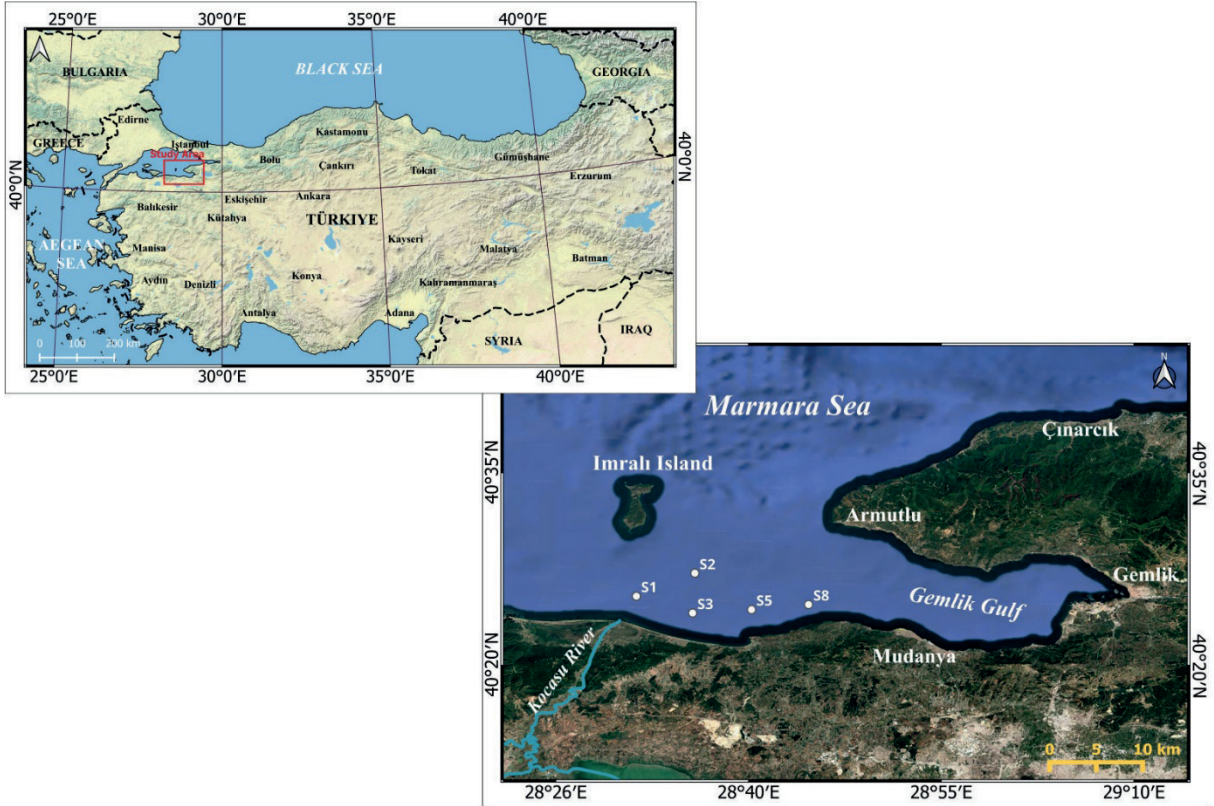 25°0'E 30°0'E 35°0'E 40°0'E
BULGARIA
BLACK SEA
GEORGIA
Edirne
Kastamonu
GREECE
İstanbul
Study Area
Bolu
Çankırı
Tokat
Gümüşhane
40°0'N
40°0'N
Erzurum
Ankara
Eskişehir
Balıkesir
Kütahya
TÜRKIYE
AEGEAN
SEA
Manisa
Kayseri
Malatya
Batman
Aydın
Denizli
Konya
Kahramanmaraş
Antalya
Adana
SYRIA
IRAQ
0 100 200 km
25°0'E 30°0'E 35°0'E 40°0'E
N
Marmara Sea
Çınarcık
Imralı Island
40°35'N
40°35'N
Armutlu
S2
S1
Gemlik
S3
S5
S8
Gemlik Gulf
Kocasu River
Mudanya
40°20'N
40°20'N
0 5 10 km
28°26'E 28°40'E 28°55'E 29°10'E